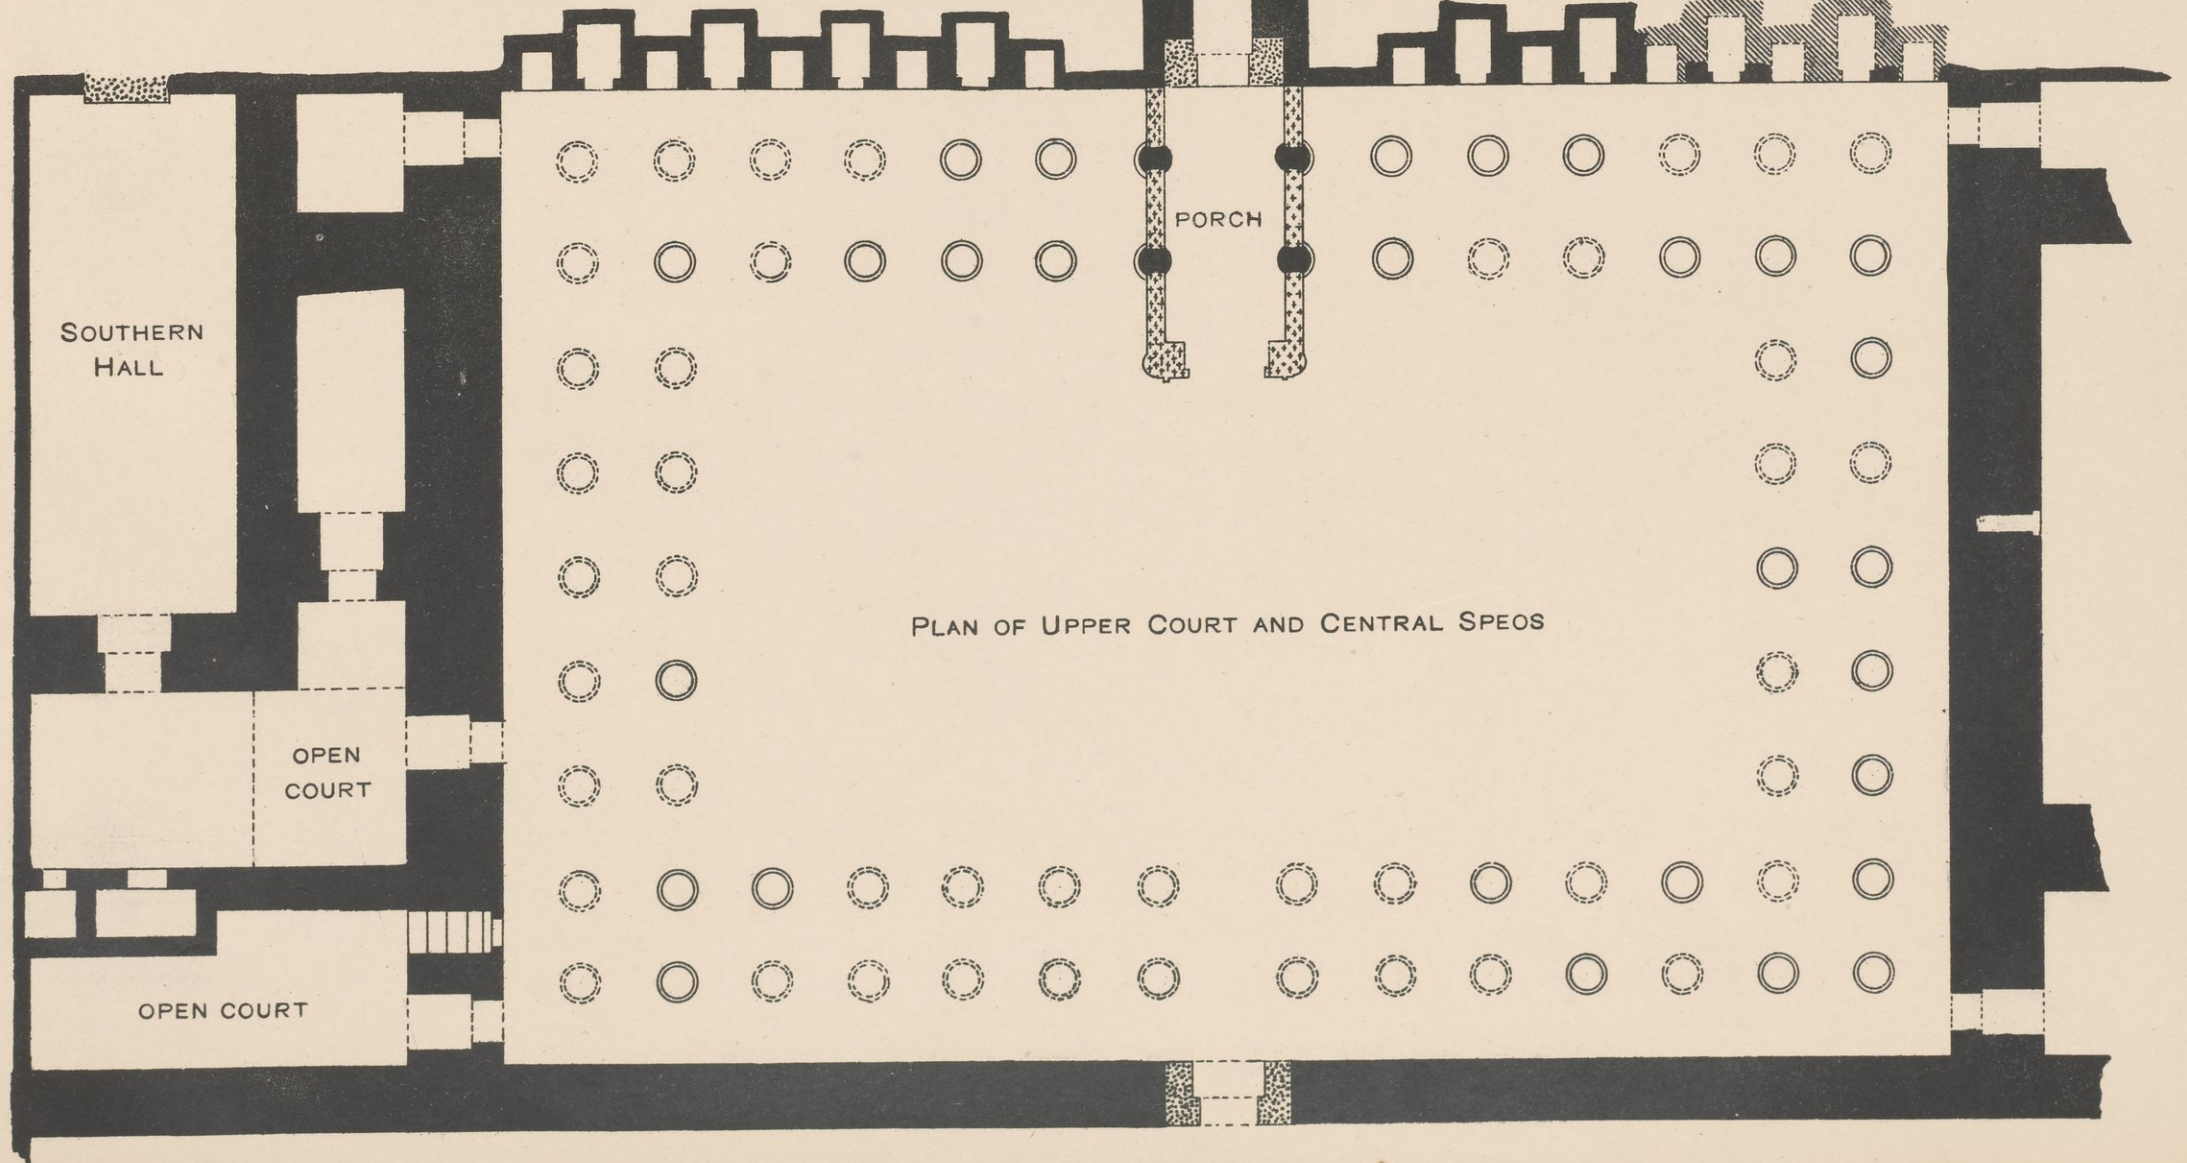 PORCH
SOUTHERN
HALL
PLAN OF UPPER COURT AND CENTRAL SPEOS
OPEN
COURT
OPEN COURT